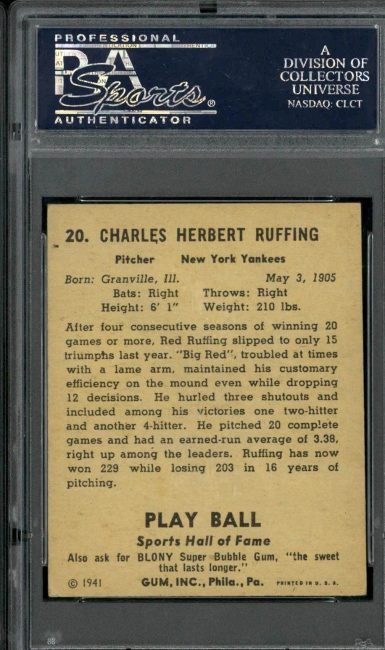 PROFESSIONAL
PSA
Sports®
AUTHENTICATOR
A
DIVISION OF
COLLECTORS
UNIVERSE
NASDAQ: CLCT
20. CHARLES HERBERT RUFFING
Pitcher New York Yankees
Born: Granville, Ill. May 3, 1905
Bats: Right Throws: Right
Height: 6' 1" Weight: 210 lbs.
After four consecutive seasons of winning 20
games or more, Red Ruffing slipped to only 15
triumphs last year. "Big Red", troubled at times
with a lame arm, maintained his customary
efficiency on the mound even while dropping
12 decisions. He hurled three shutouts and
included among his victories one two-hitter
and another 4-hitter. He pitched 20 complete
games and had an earned-run average of 3.38,
right up among the leaders. Ruffing has now
won 229 while losing 203 in 16 years of
pitching.
PLAY BALL
Sports Hall of Fame
Also ask for BLONY Super Bubble Gum, "the sweet
that lasts longer."
© 1941 GUM, INC., Phila., Pa. PRINTED IN U. S. A.